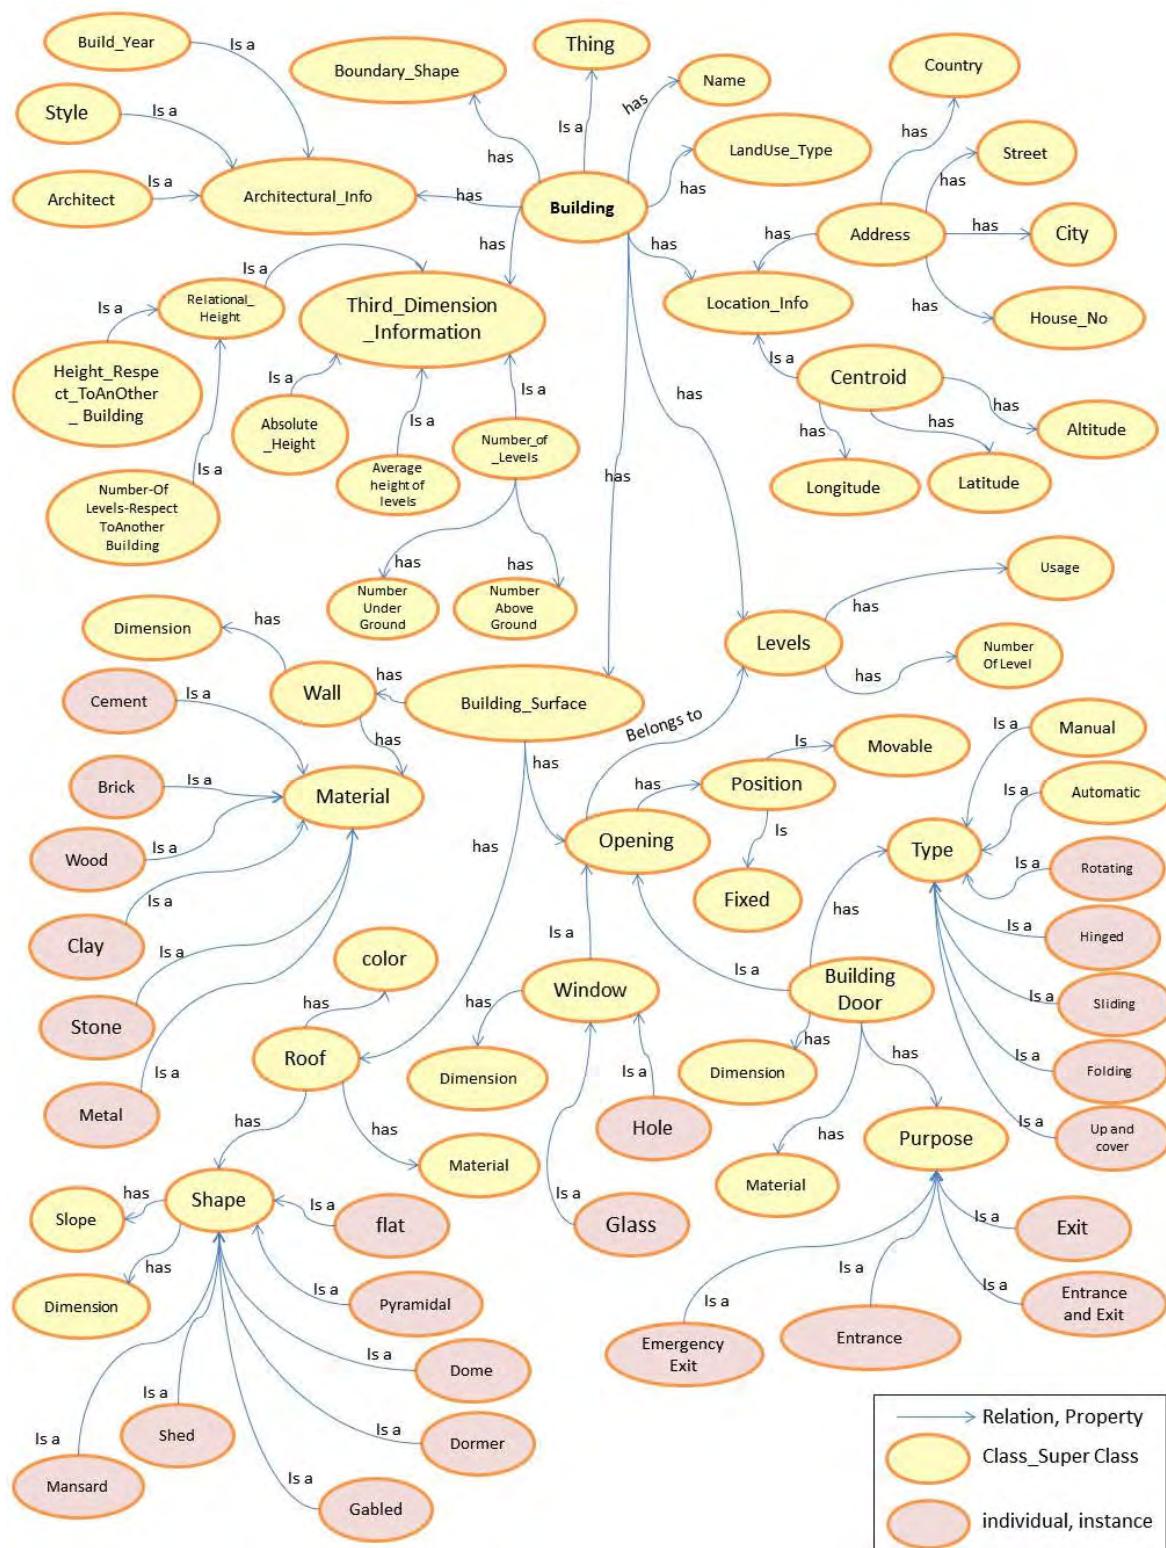 Build_Year
Is a
Thing
Boundary_Shape
Name
Country
Style
Is a
has
Is a
has
LandUse_Type
has
Street
has
Architect
Is a
Architectural_Info
has
Building
has
has
Address
has
City
has
has
has
Location_Info
has
House_No
Is a
Relational_
Height
Third_Dimension
_Information
Is a
Is a
Centroid
Height_Respe
ct_ToAnOther
_ Building
Is a
Absolute
_Height
Is a
Is a
Number_of
_Levels
has
has
has
has
Altitude
Is a
Average
height of
levels
has
Longitude
Latitude
Number-Of
Levels-Respect
ToAnother
Building
has
has
Number
Under
Ground
Number
Above
Ground
Usage
has
Dimension
has
Levels
Number
Of Level
has
Wall
has
Building_Surface
Cement
Is a
has
Belongs to
Is
Movable
Is a
Manual
has
Brick
Is a
Material
has
Position
Is a
Automatic
Wood
Is a
has
Opening
Is
Type
Is a
Rotating
Fixed
has
Is a
Hinged
Clay
Is a
color
Is a
Is a
Building
Door
Stone
Is a
has
Window
has
Is a
Sliding
Roof
has
has
Dimension
Is a
Dimension
Is a
Folding
Metal
Is a
Hole
Purpose
Is a
Up and
cover
has
has
Material
has
Material
Slope
has
Shape
Is a
flat
Is a
Glass
Is a
Exit
has
Dimension
Is a
Pyramidal
Is a
Is a
Entrance
and Exit
Is a
Emergency
Exit
Entrance
Is a
Dome
Is a
Shed
Is a
Dormer
Is a
Mansard
Is a
Gabled
Relation, Property
Class_Super Class
individual, instance